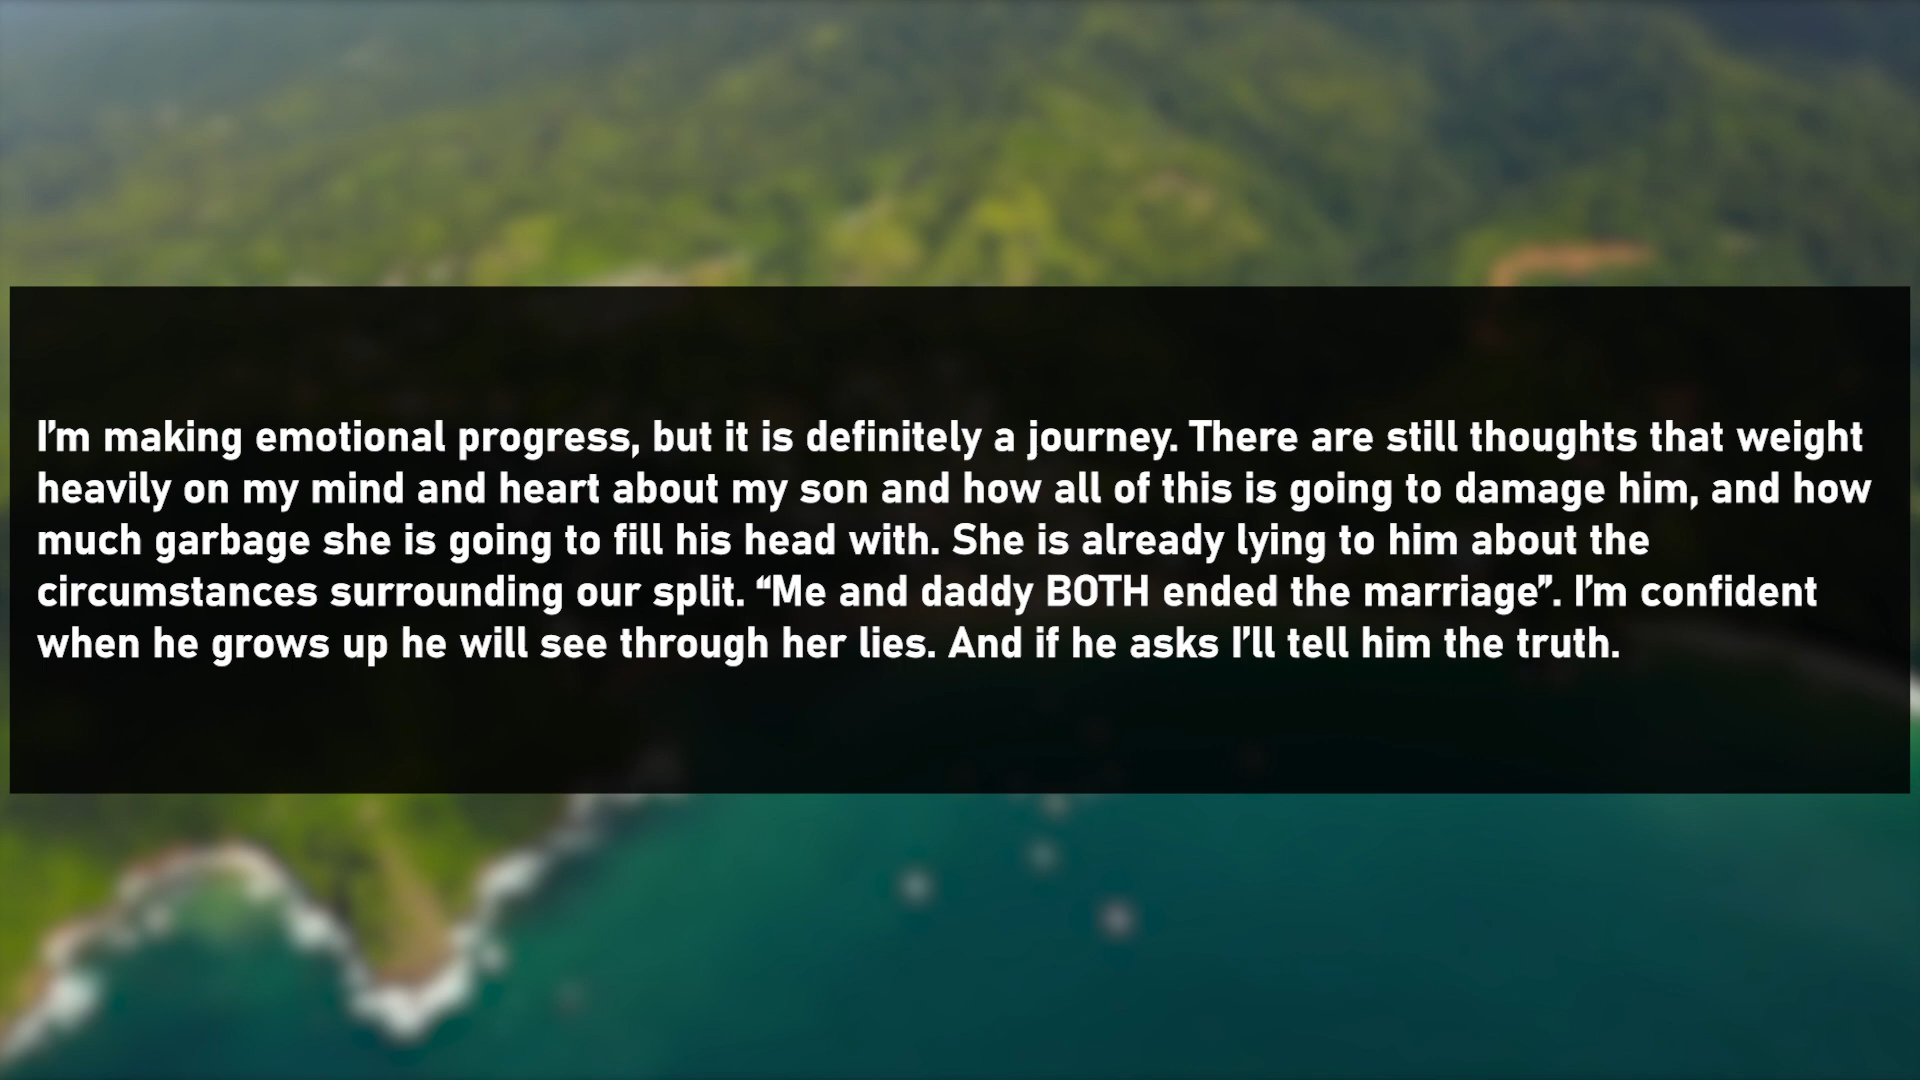 I’m making emotional progress, but it is definitely a journey. There are still thoughts that weight
heavily on my mind and heart about my son and how all of this is going to damage him, and how
much garbage she is going to fill his head with. She is already lying to him about the
circumstances surrounding our split. “Me and daddy BOTH ended the marriage”. I’m confident
when he grows up he will see through her lies. And if he asks I’ll tell him the truth.